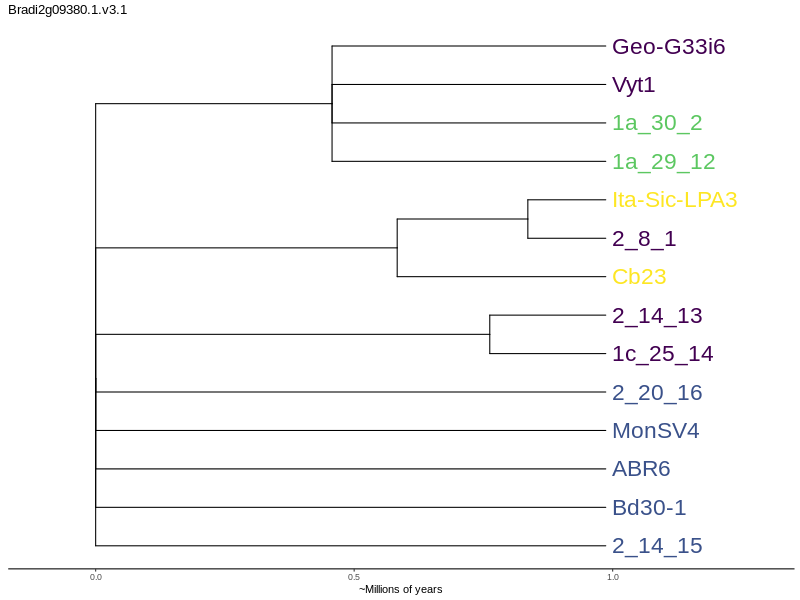 Bradi2g09380.1.v3.1
Geo-G33i6
Vyt1
1a_30_2
1a_29_12
Ita-Sic-LPA3
2_8_1
Cb23
2_14_13
1c_25_14
2_20_16
MonSV4
ABR6
Bd30-1
2_14_15
0.0 0.5 1.0
~Millions of years